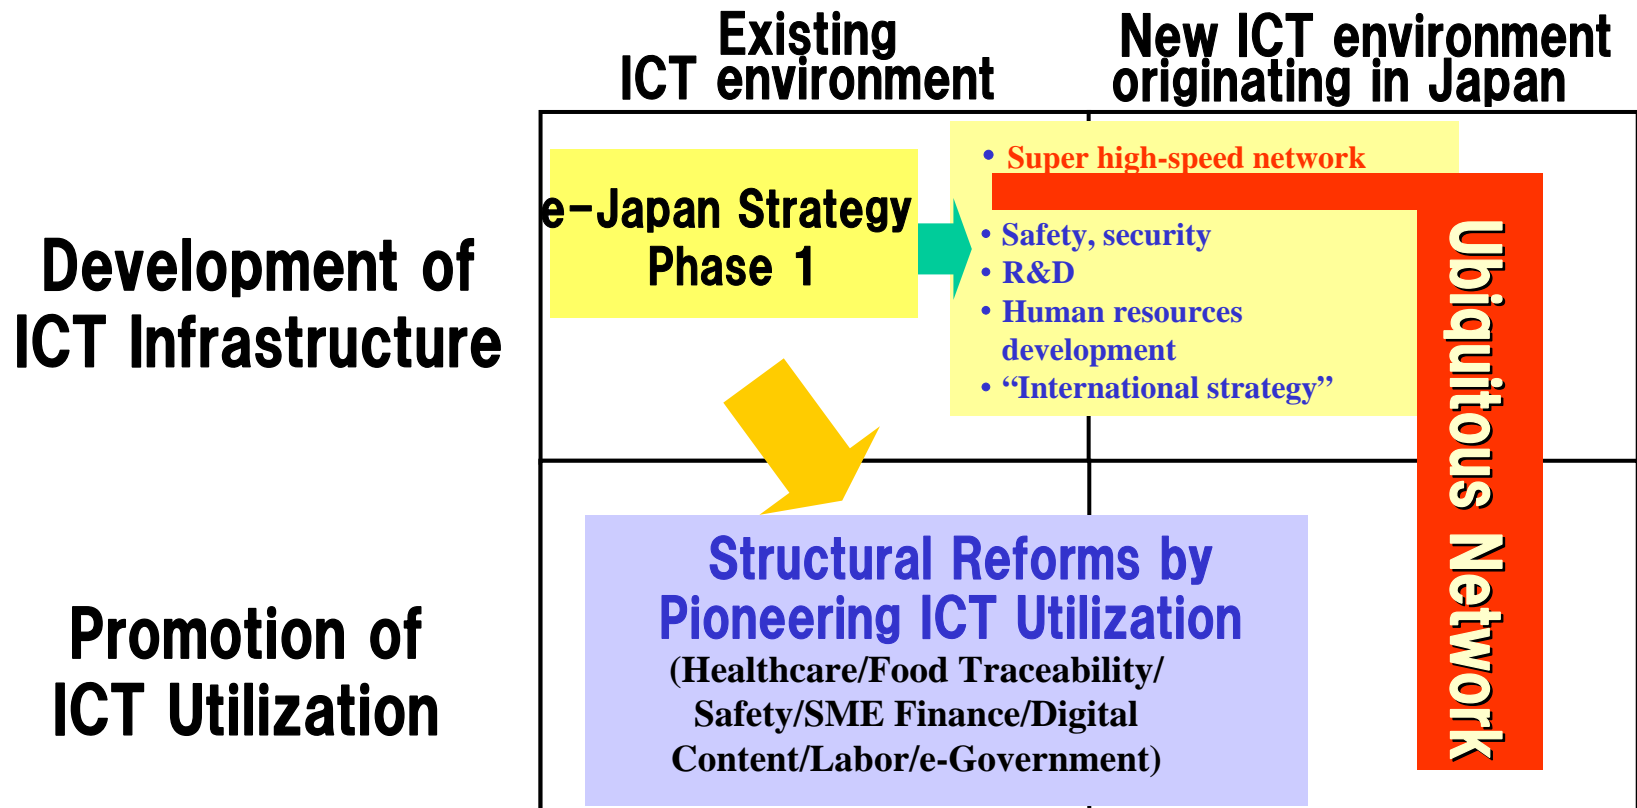 Existing
ICT environment
New ICT environment
originating in Japan
Development of
ICT Infrastructure
e-Japan Strategy
Phase 1
• Super high-speed network
• Safety, security
• R&D
• Human resources
development
• “International strategy”
Ubiquitous Network
Promotion of
ICT Utilization
Structural Reforms by
Pioneering ICT Utilization
(Healthcare/Food Traceability/
Safety/SME Finance/Digital
Content/Labor/e-Government)